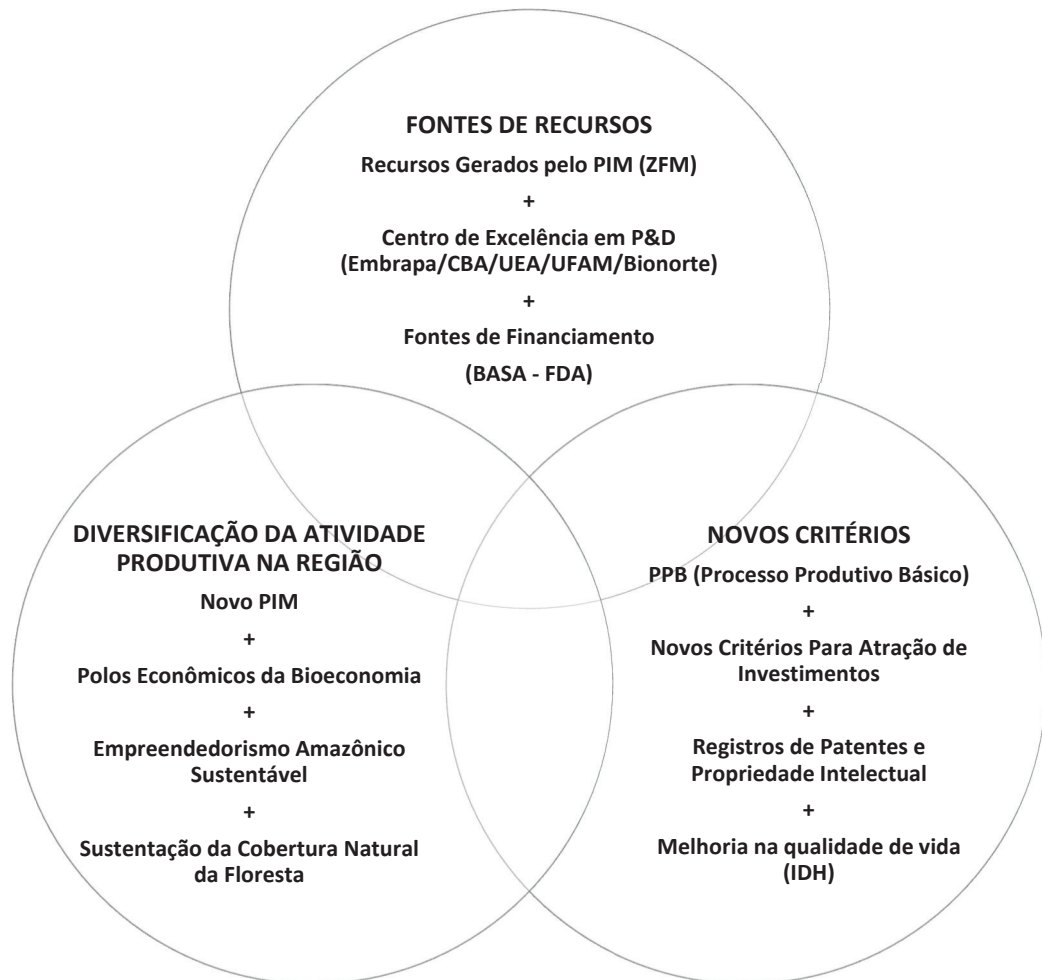 FONTES DE RECURSOS
Recursos Gerados pelo PIM (ZFM)
+
Centro de Excelência em P&D
(Embrapa/CBA/UEA/UFAM/Bionorte)
+
Fontes de Financiamento
(BASA - FDA)
DIVERSIFICAÇÃO DA ATIVIDADE
PRODUTIVA NA REGIÃO
Novo PIM
+
Polos Econômicos da Bioeconomia
+
Empreendedorismo Amazônico
Sustentável
+
Sustentação da Cobertura Natural
da Floresta
NOVOS CRITÉRIOS
PPB (Processo Produtivo Básico)
+
Novos Critérios Para Atração de
Investimentos
+
Registros de Patentes e
Propriedade Intelectual
+
Melhoria na qualidade de vida
(IDH)